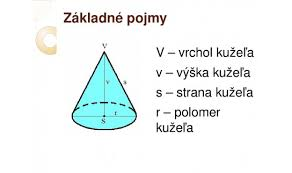 Základné pojmy
V
v
s
r
S
V – vrchol kužeľa
v – výška kužeľa
s – strana kužeľa
r – polomer
kužeľa